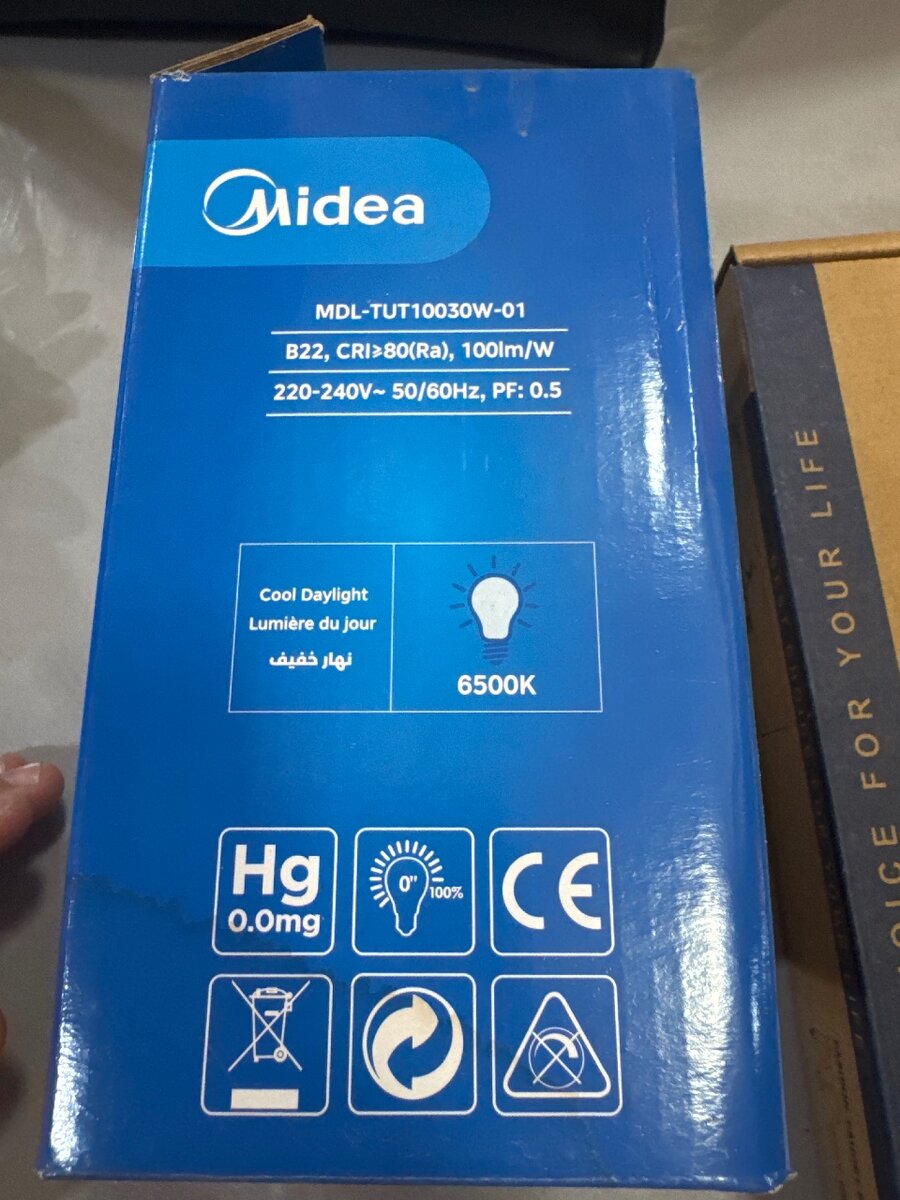 Midea
MDL-TUT10030W-01
B22, CRI≥80(Ra), 100lm/W
220-240V~ 50/60Hz, PF: 0.5
Cool Daylight
Lumière du jour
نهار خفيف
6500K
Hg
0.0mg
0"
100%
CE
FOR YOUR LIFE